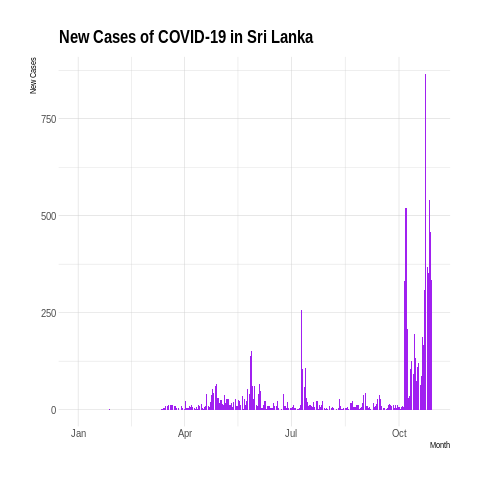 New Cases of COVID-19 in Sri Lanka
New Cases
750
500
250
0
Jan Apr Jul Oct
Month